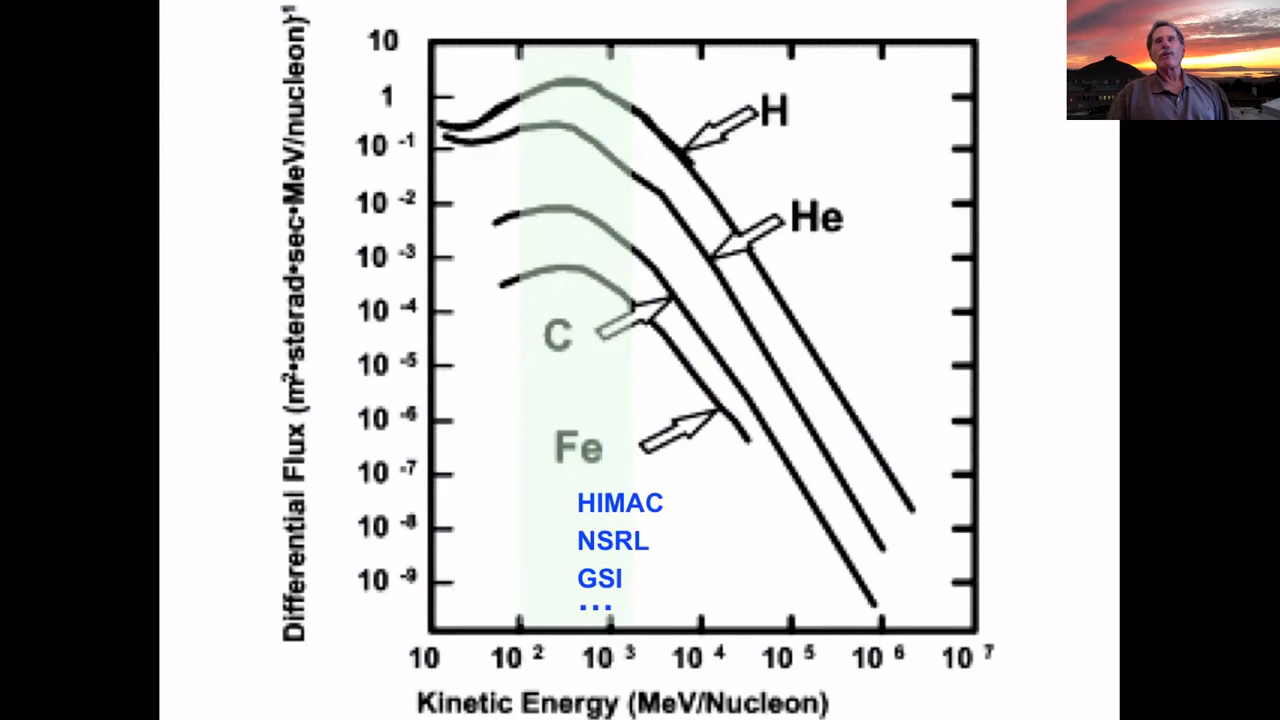 Differential Flux (m²•sterad•sec•MeV/nucleon)⁻¹
10
1
10 -1
10 -2
10 -3
10 -4
10 -5
10 -6
10 -7
10 -8
10 -9
H
He
C
Fe
HIMAC
NSRL
GSI
...
10 10 2 10 3 10 4 10 5 10 6 10 7
Kinetic Energy (MeV/Nucleon)